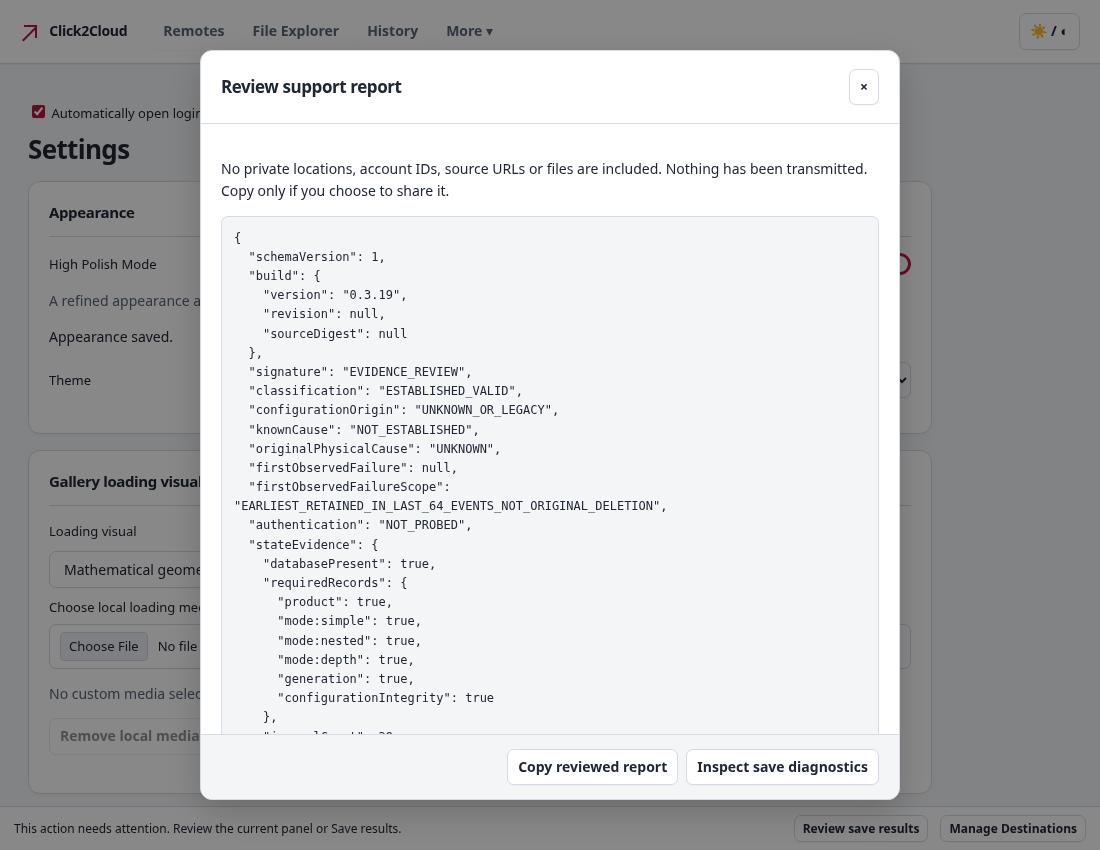 Click2Cloud
Remotes
File Explorer
History
More ▾
☀️ /
Automatically open login
Settings
Appearance
High Polish Mode
A refined appearance a
Appearance saved.
Theme
Gallery loading visual
Loading visual
Mathematical geome
Choose local loading med
Choose File No file
No custom media selec
Remove local media
Review support report
×
No private locations, account IDs, source URLs or files are included. Nothing has been transmitted.
Copy only if you choose to share it.
{
"schemaVersion": 1,
"build": {
"version": "0.3.19",
"revision": null,
"sourceDigest": null
},
"signature": "EVIDENCE_REVIEW",
"classification": "ESTABLISHED_VALID",
"configurationOrigin": "UNKNOWN_OR_LEGACY",
"knownCause": "NOT_ESTABLISHED",
"originalPhysicalCause": "UNKNOWN",
"firstObservedFailure": null,
"firstObservedFailureScope":
"EARLIEST_RETAINED_IN_LAST_64_EVENTS_NOT_ORIGINAL_DELETION",
"authentication": "NOT_PROBED",
"stateEvidence": {
"databasePresent": true,
"requiredRecords": {
"product": true,
"mode:simple": true,
"mode:nested": true,
"mode:depth": true,
"generation": true,
"configurationIntegrity": true
},
Copy reviewed report
Inspect save diagnostics
This action needs attention. Review the current panel or Save results.
Review save results
Manage Destinations